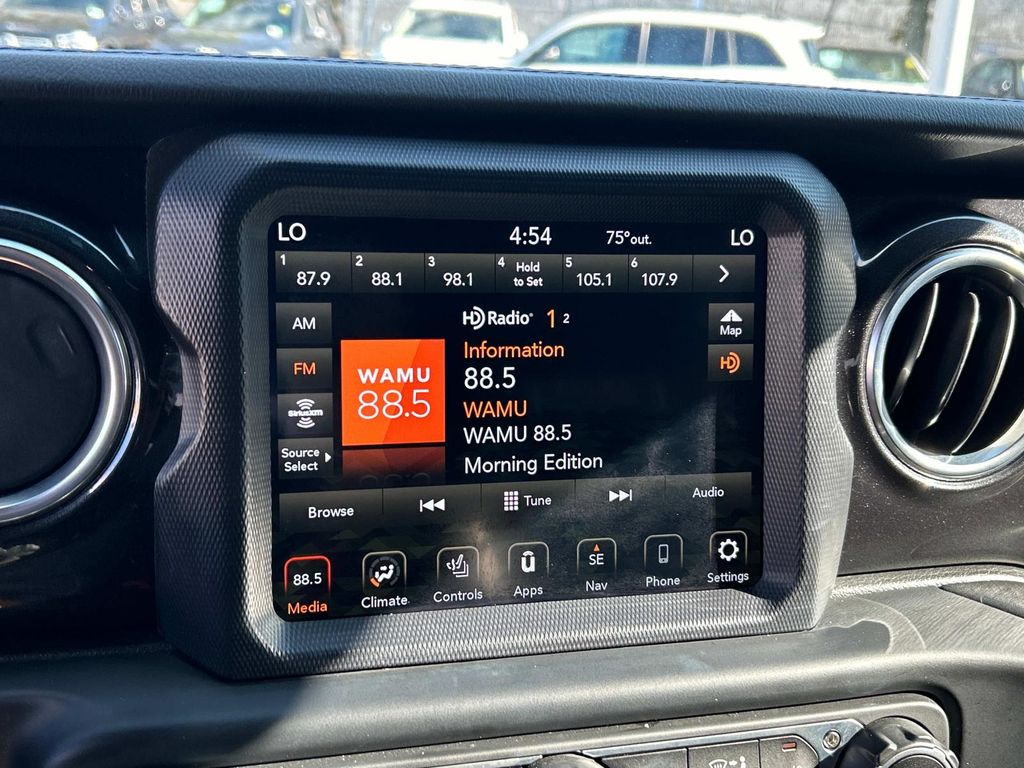 LO 4:54 75°out. LO
1 87.9 2 88.1 3 98.1 4 Hold to Set 5 105.1 6 107.9
AM
FM
SiriusXM
Source
Select
WAMU
88.5
HD Radio 1 2
Information
88.5
WAMU
WAMU 88.5
Morning Edition
Map
HD
Browse Tune Audio
88.5 SE
Media Climate Controls Apps Nav Phone Settings